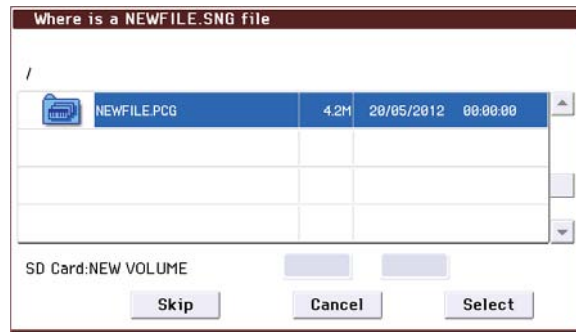 Where is a NEWFILE.SNG file
/
NEWFILE.PCG 4.2M 20/05/2012 00:00:00
SD Card:NEW VOLUME
Skip Cancel Select